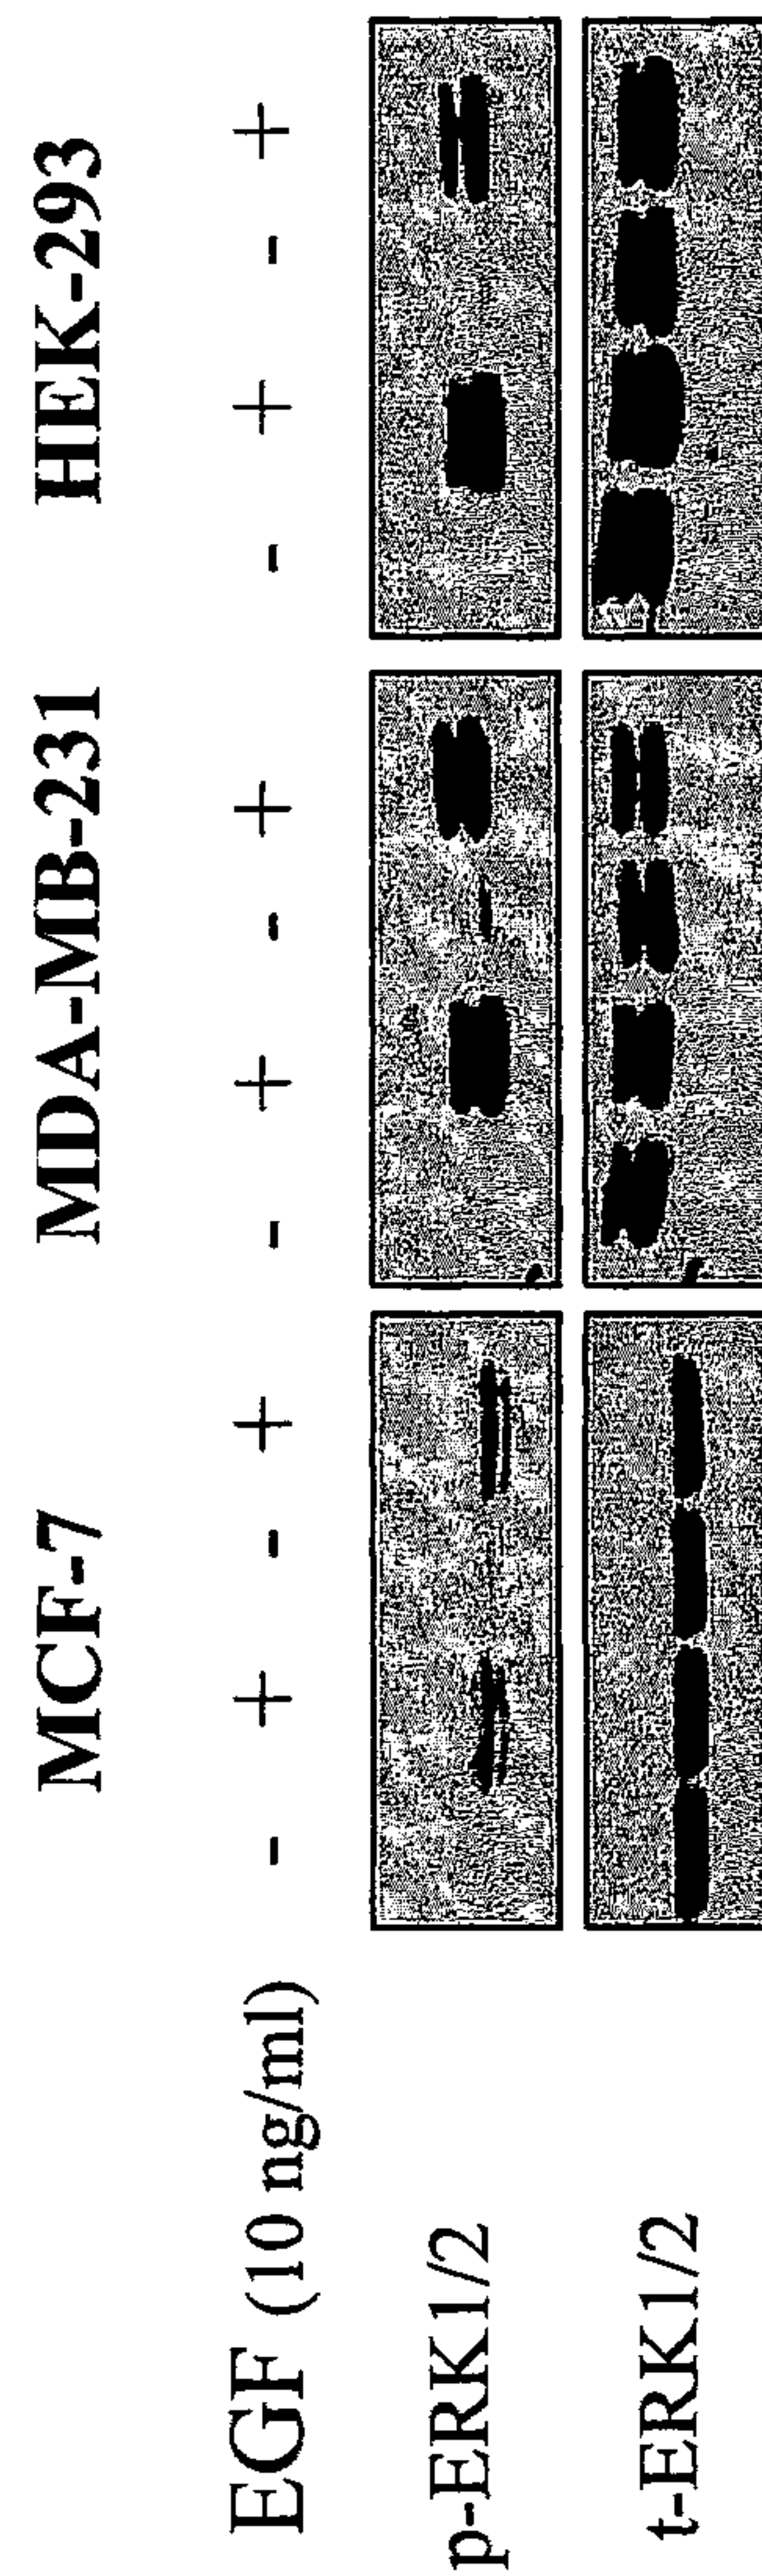 MCF-7 MDA-MB-231 HEK-293
EGF (10 ng/ml) - + - + - + - + - + - +
p-ERK1/2
t-ERK1/2